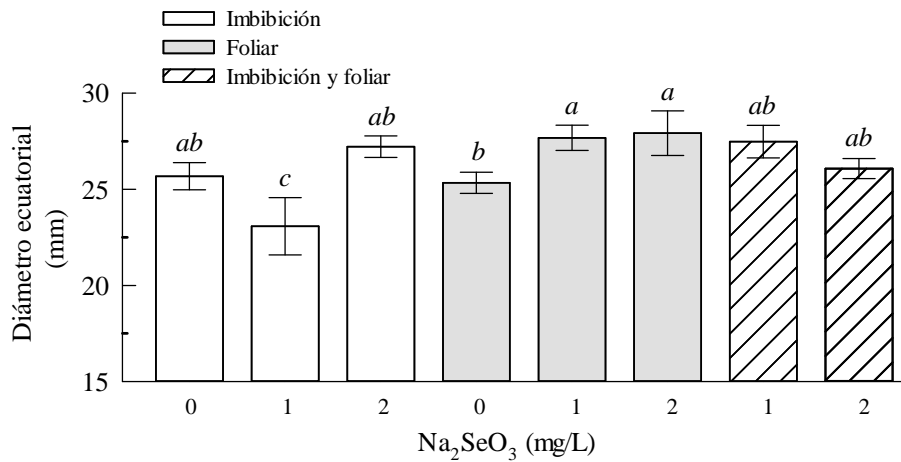 Imbibición
Foliar
Imbibición y foliar
Diámetro ecuatorial
(mm)
30
25
20
15
ab
c
ab
b
a
a
ab
ab
0
1
2
0
1
2
1
2
Na₂SeO₃ (mg/L)